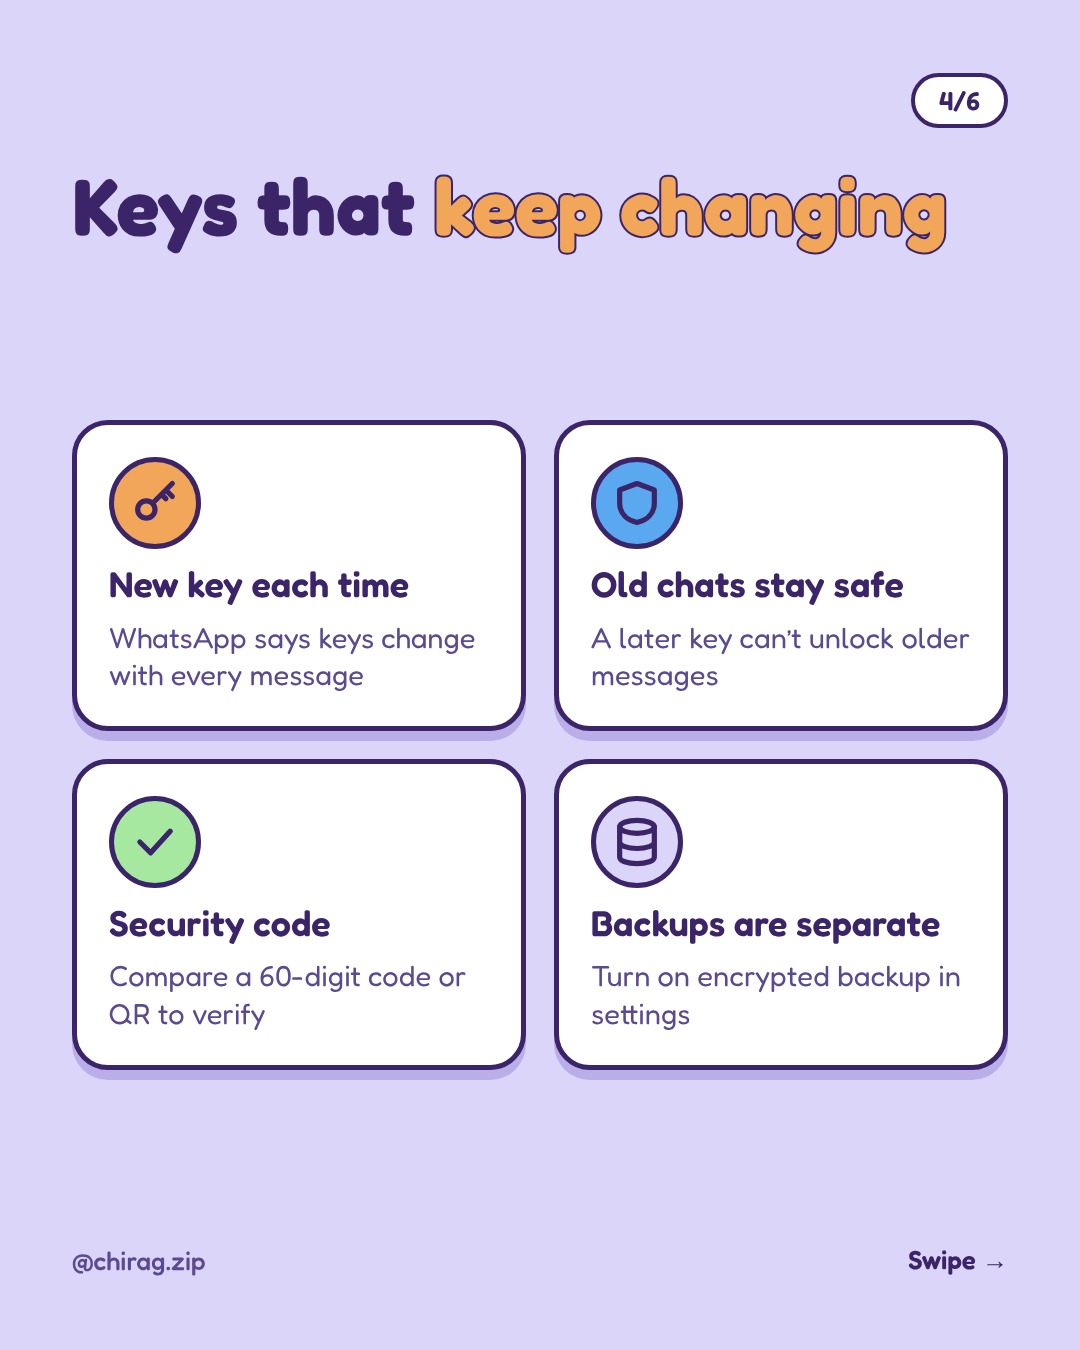 4/6
Keys that keep changing
New key each time
WhatsApp says keys change
with every message
Old chats stay safe
A later key can’t unlock older
messages
Security code
Compare a 60-digit code or
QR to verify
Backups are separate
Turn on encrypted backup in
settings
@chirag.zip
Swipe →